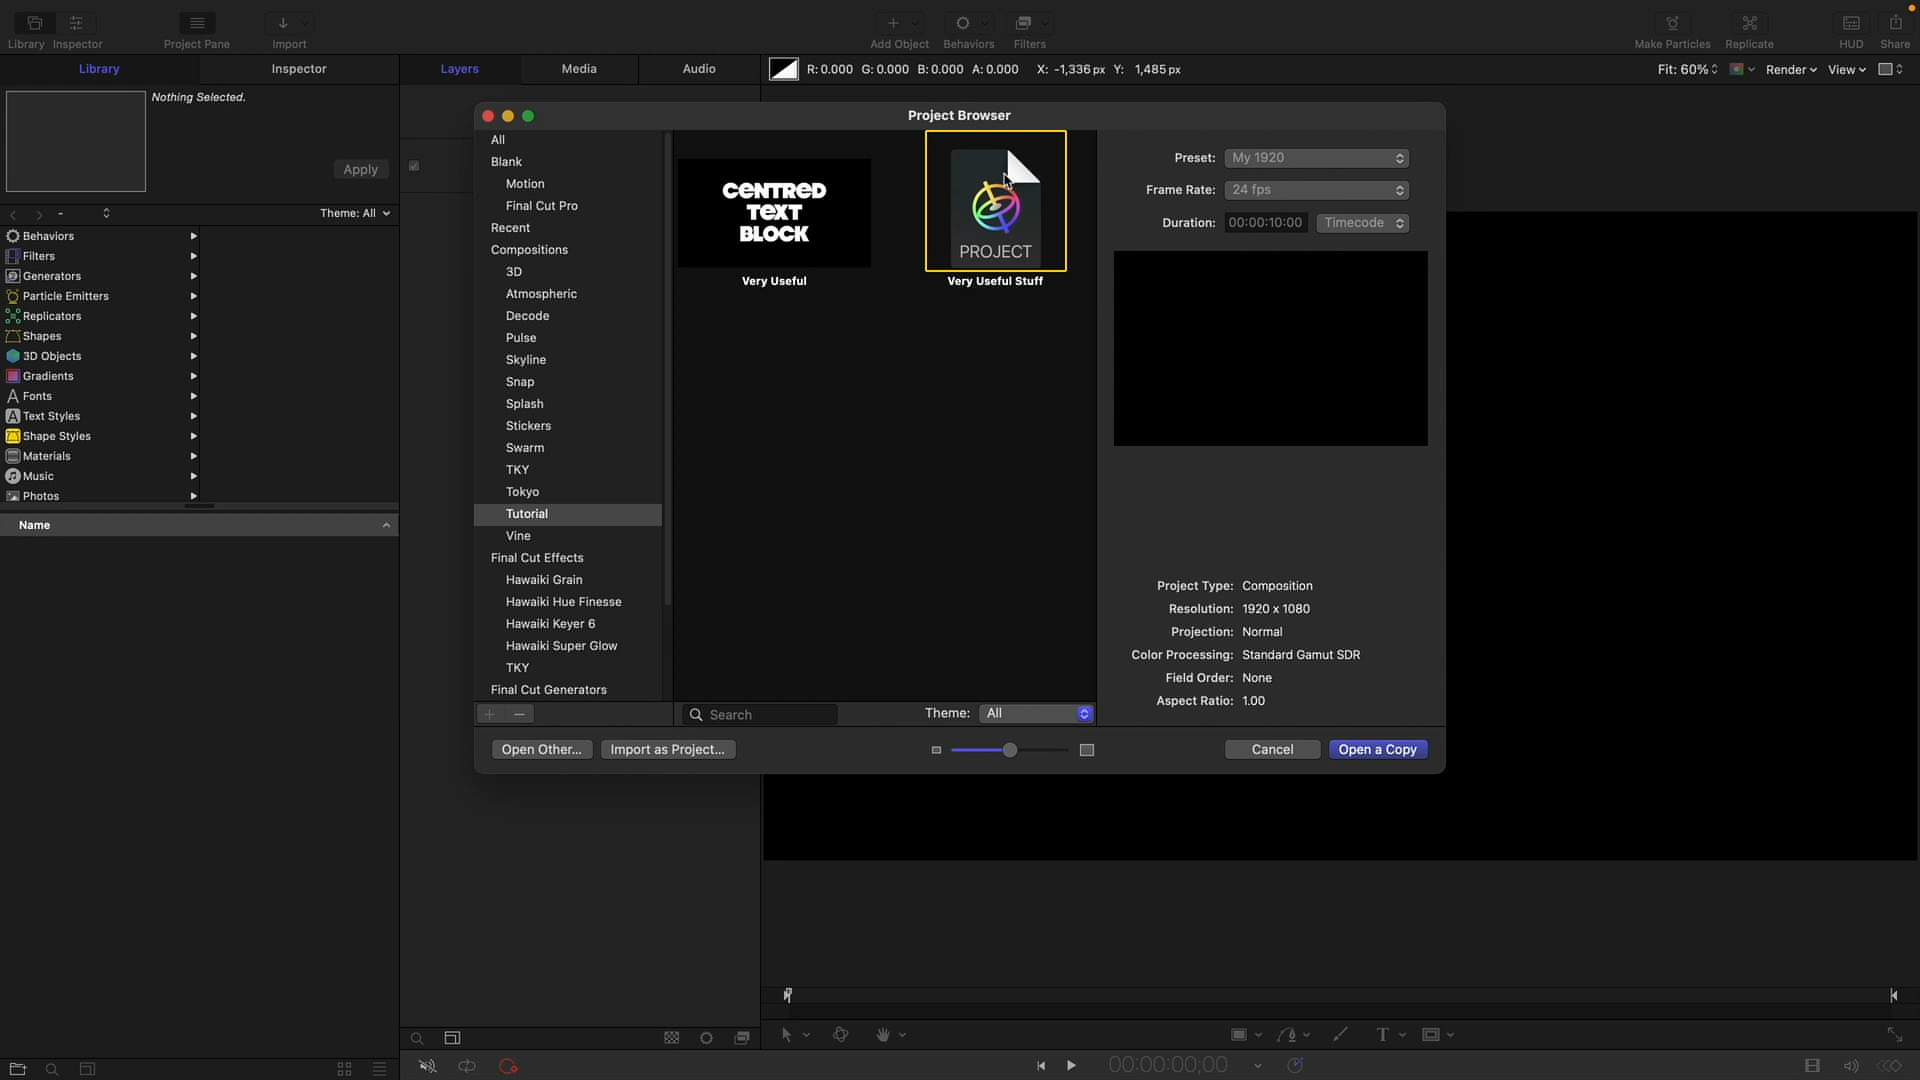 Library Inspector Project Pane Import Add Object Behaviors Filters Make Particles Replicate HUD Share
Library Inspector Layers Media Audio R: 0.000 G: 0.000 B: 0.000 A: 0.000 X: -1,336 px Y: 1,485 px Fit: 60% Render View
Nothing Selected.
Apply
- Theme: All
Behaviors
Filters
Generators
Particle Emitters
Replicators
Shapes
3D Objects
Gradients
Fonts
Text Styles
Shape Styles
Materials
Music
Photos
Name
Project Browser
All
Blank
Motion
Final Cut Pro
Recent
Compositions
3D
Atmospheric
Decode
Pulse
Skyline
Snap
Splash
Stickers
Swarm
TKY
Tokyo
Tutorial
Vine
Final Cut Effects
Hawaiki Grain
Hawaiki Hue Finesse
Hawaiki Keyer 6
Hawaiki Super Glow
TKY
Final Cut Generators
CENTRED
TEXT
BLOCK
Very Useful
PROJECT
Very Useful Stuff
Search
Theme: All
Preset: My 1920
Frame Rate: 24 fps
Duration: 00:00:10:00 Timecode
Project Type: Composition
Resolution: 1920 x 1080
Projection: Normal
Color Processing: Standard Gamut SDR
Field Order: None
Aspect Ratio: 1.00
Open Other... Import as Project... Cancel Open a Copy
T
00:00:00;00